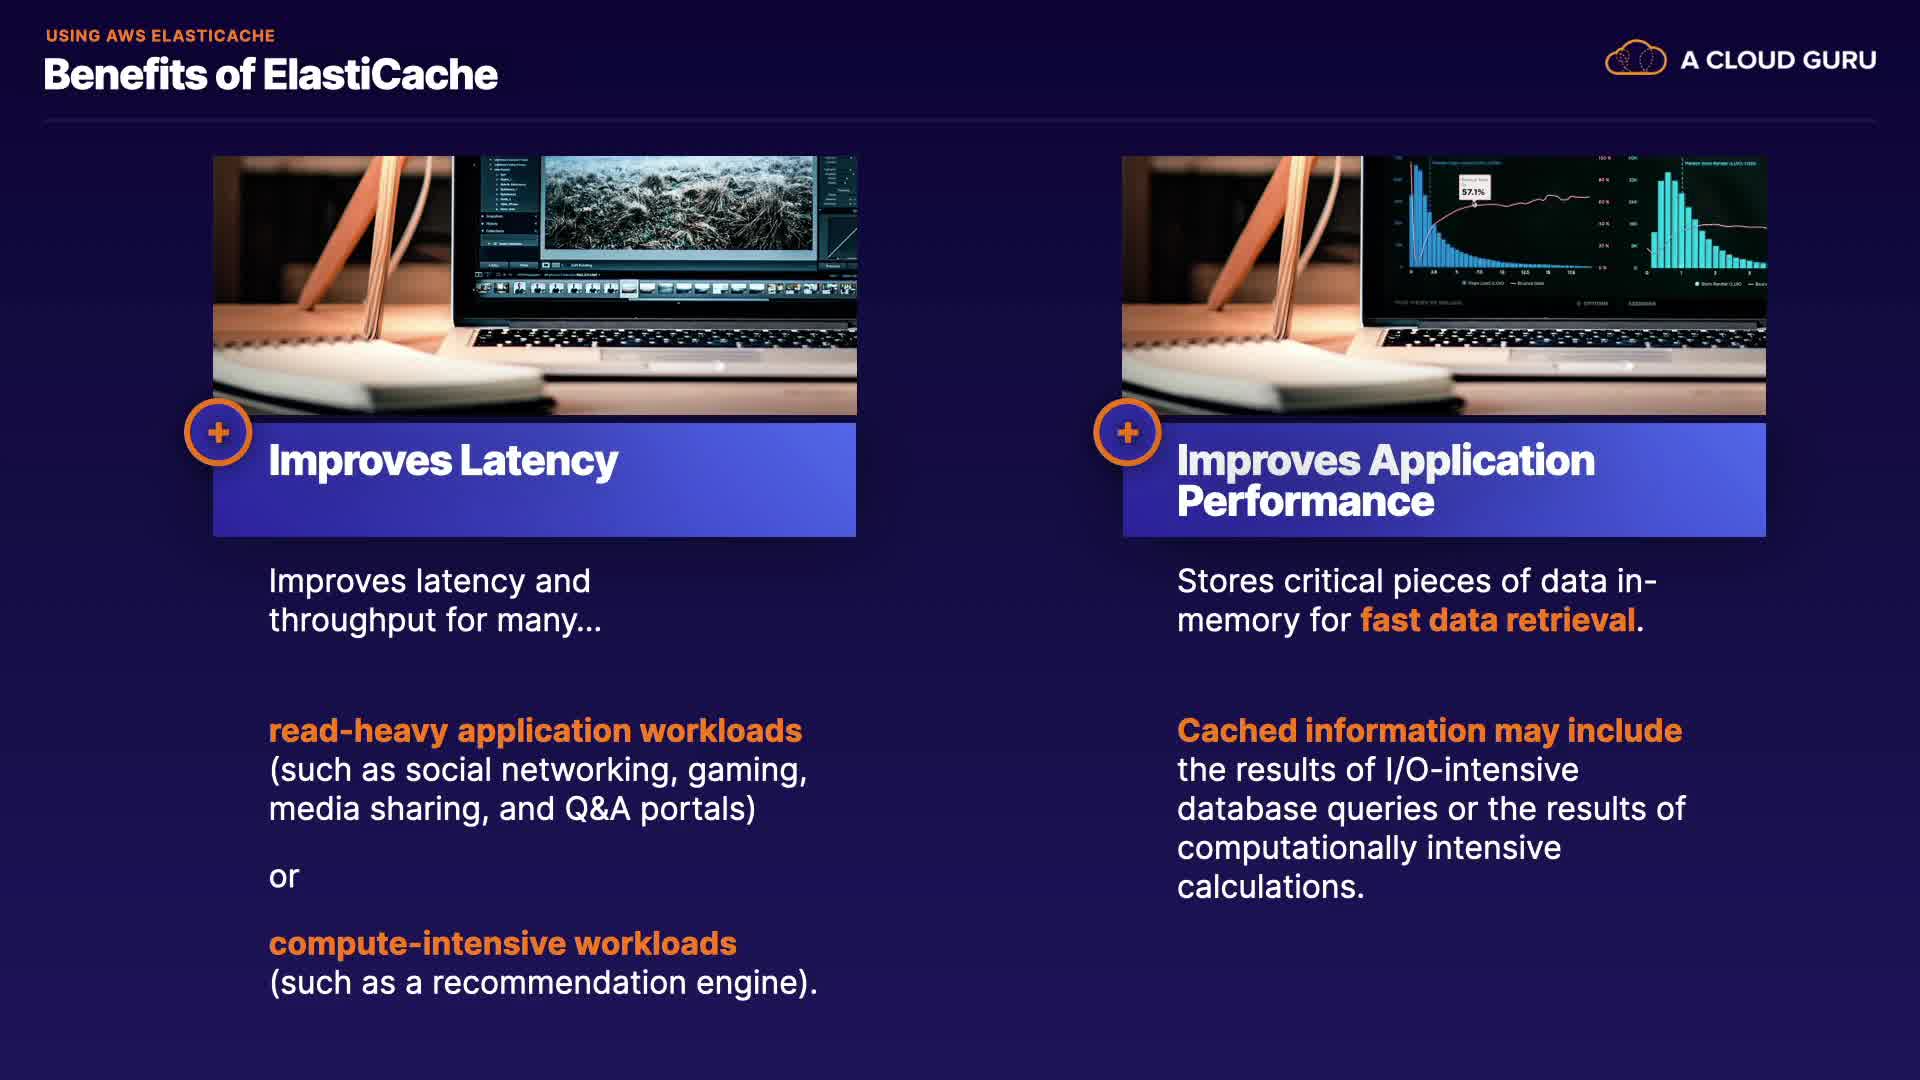 USING AWS ELASTICACHE
Benefits of ElastiCache
A CLOUD GURU
57.1%
Improves Latency
Improves latency and
throughput for many...
read-heavy application workloads
(such as social networking, gaming,
media sharing, and Q&A portals)
or
compute-intensive workloads
(such as a recommendation engine).
Improves Application
Performance
Stores critical pieces of data in-
memory for fast data retrieval.
Cached information may include
the results of I/O-intensive
database queries or the results of
computationally intensive
calculations.